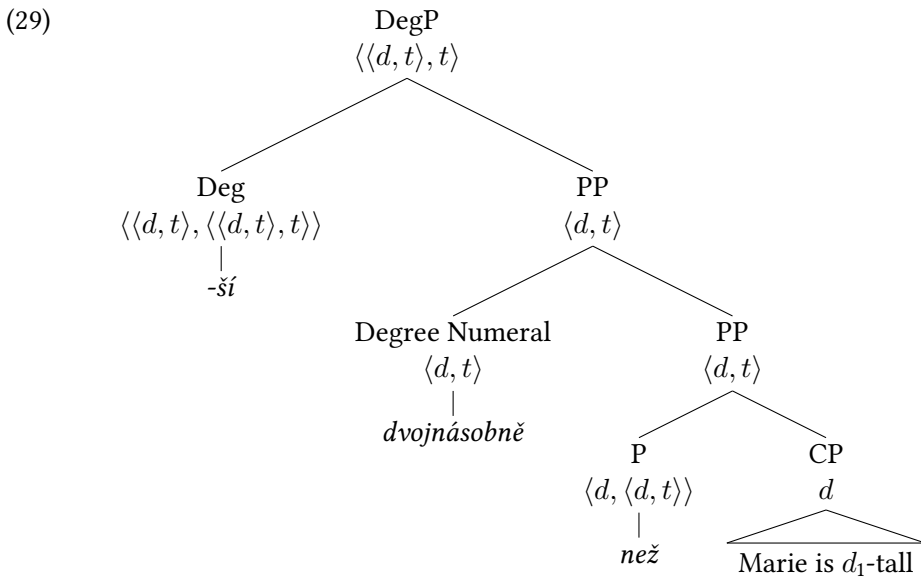 (29)
DegP
⟨⟨d, t⟩, t⟩
Deg PP
⟨⟨d, t⟩, ⟨⟨d, t⟩, t⟩⟩ ⟨d, t⟩
-ší
Degree Numeral PP
⟨d, t⟩ ⟨d, t⟩
dvojnásobně
P CP
⟨d, ⟨d, t⟩⟩ d
než Marie is d₁-tall